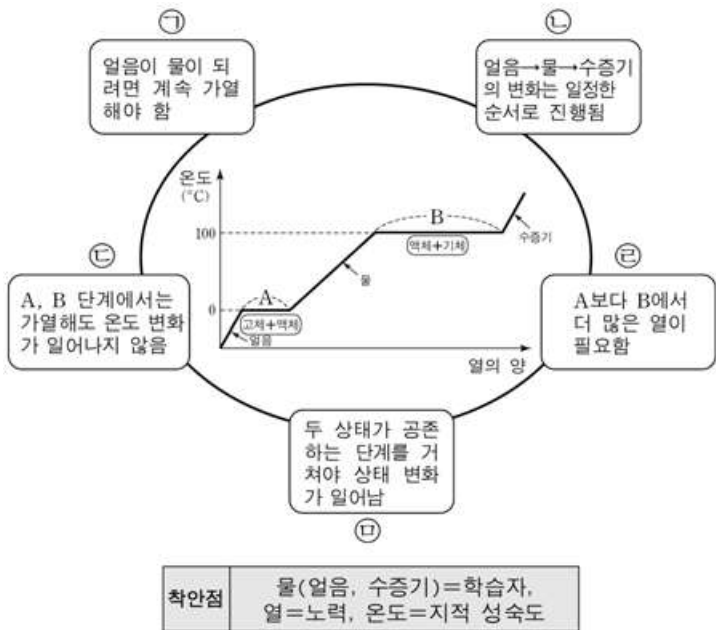 ㉠
얼음이 물이 되
려면 계속 가열
해야 함
㉡
얼음→물→수증기
의 변화는 일정한
순서로 진행됨
온도
(°C)
100
0
A
B
고체+액체
액체+기체
얼음
물
수증기
열의 양
㉢
A, B 단계에서는
가열해도 온도 변화
가 일어나지 않음
㉣
A보다 B에서
더 많은 열이
필요함
두 상태가 공존
하는 단계를 거
쳐야 상태 변화
가 일어남
㉤
착안점
물(얼음, 수증기)=학습자,
열=노력, 온도=지적 성숙도